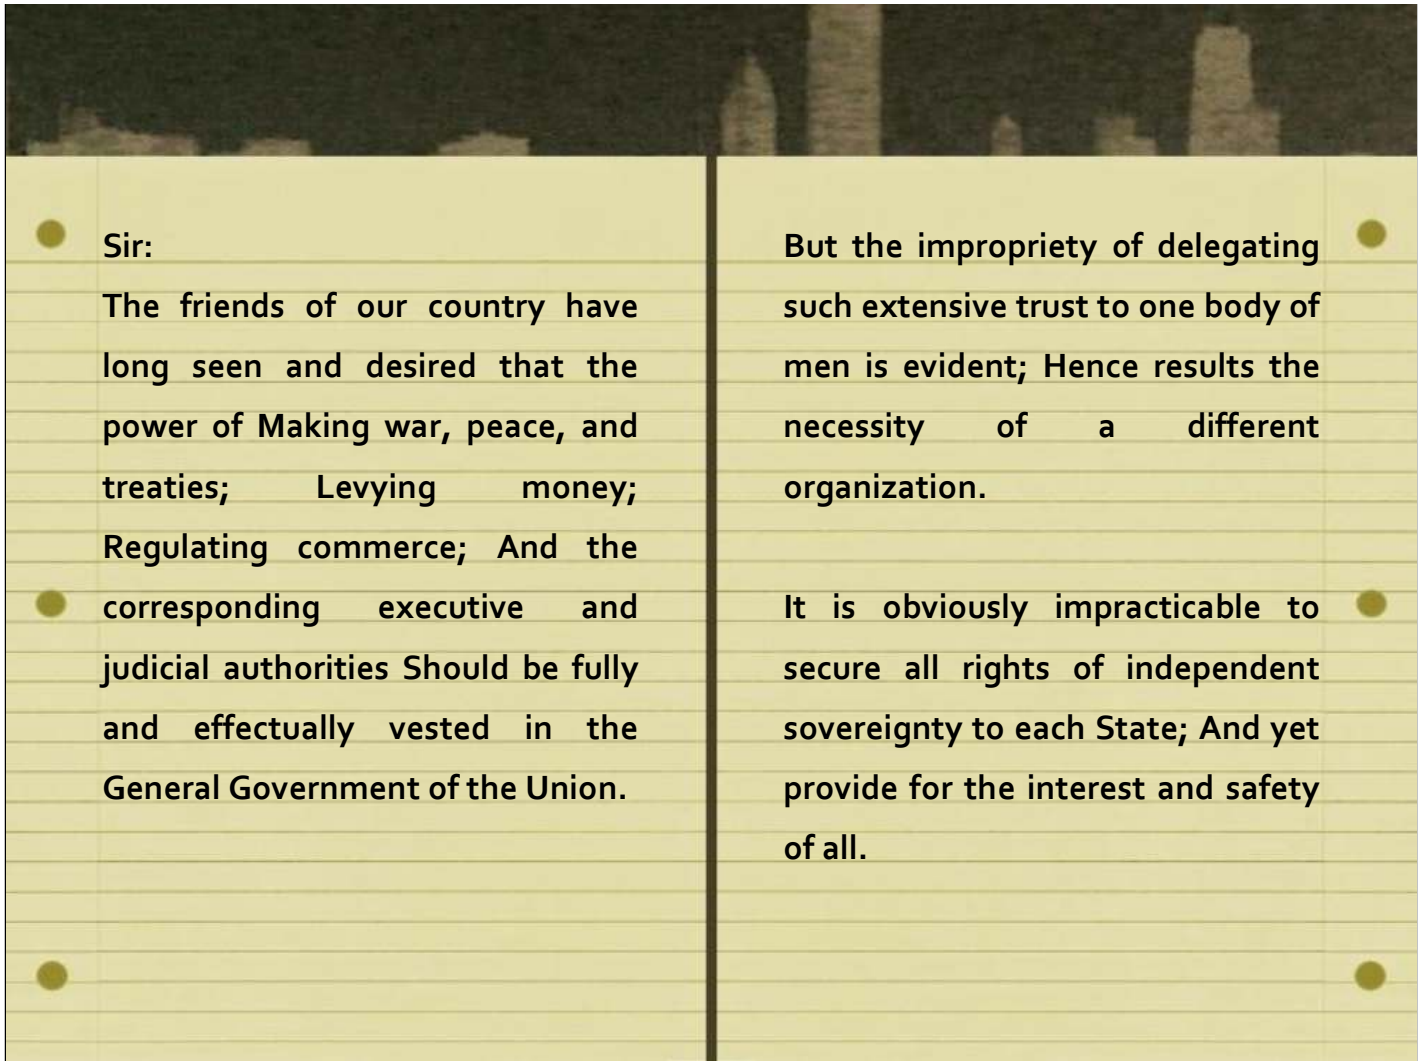 Sir:
The friends of our country have
long seen and desired that the
power of Making war, peace, and
treaties; Levying money;
Regulating commerce; And the
corresponding executive and
judicial authorities Should be fully
and effectually vested in the
General Government of the Union.
But the impropriety of delegating
such extensive trust to one body of
men is evident; Hence results the
necessity of a different
organization.
It is obviously impracticable to
secure all rights of independent
sovereignty to each State; And yet
provide for the interest and safety
of all.